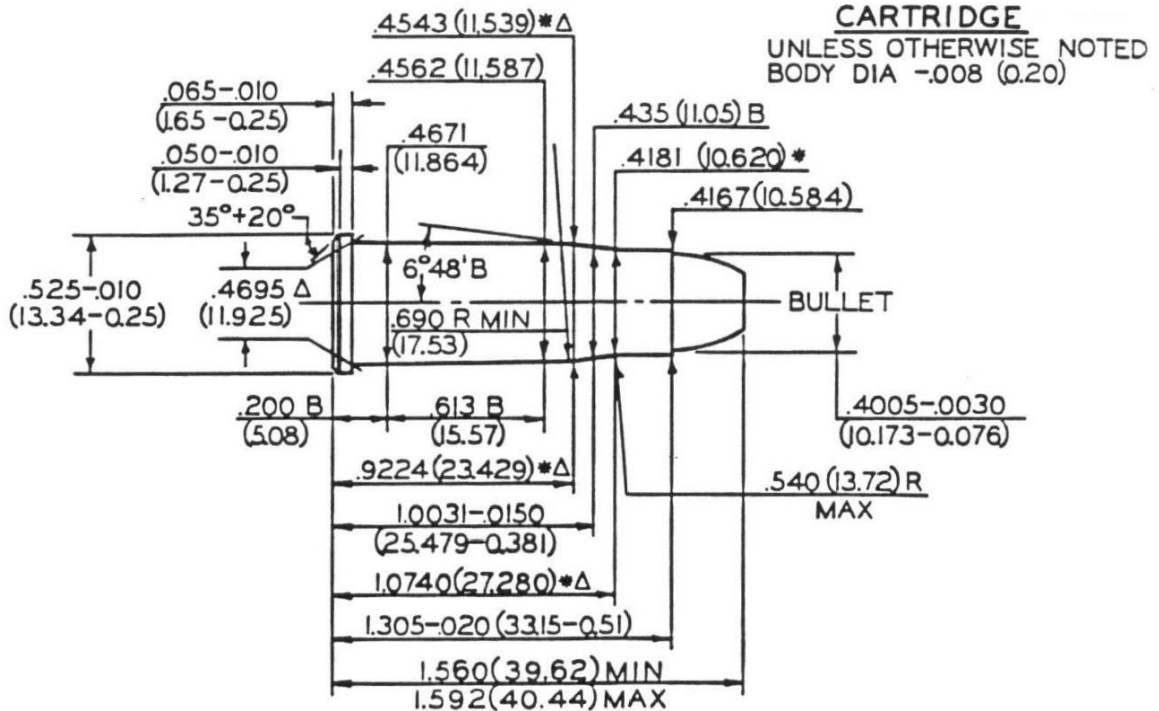 CARTRIDGE
UNLESS OTHERWISE NOTED
BODY DIA -.008 (0.20)
.4543 (11,539)*Δ
.4562 (11,587)
.065-.010
(1.65-0.25)
.435 (11.05) B
.4671
(11.864)
.4181 (10.620)*
.050-.010
(1.27-0.25)
.4167 (10.584)
35°+20°
6°48' B
.525-.010
(13.34-0.25)
.4695 Δ
(11.925)
BULLET
.690 R MIN
(17.53)
.200 B
(5.08)
.613 B
(15.57)
.4005-.0030
(10.173-0.076)
.9224 (23.429)*Δ
.540 (13.72) R
MAX
1.0031-.0150
(25.479-0.381)
1.0740 (27.280)*Δ
1.305-.020 (33.15-0.51)
1.560 (39.62) MIN
1.592 (40.44) MAX